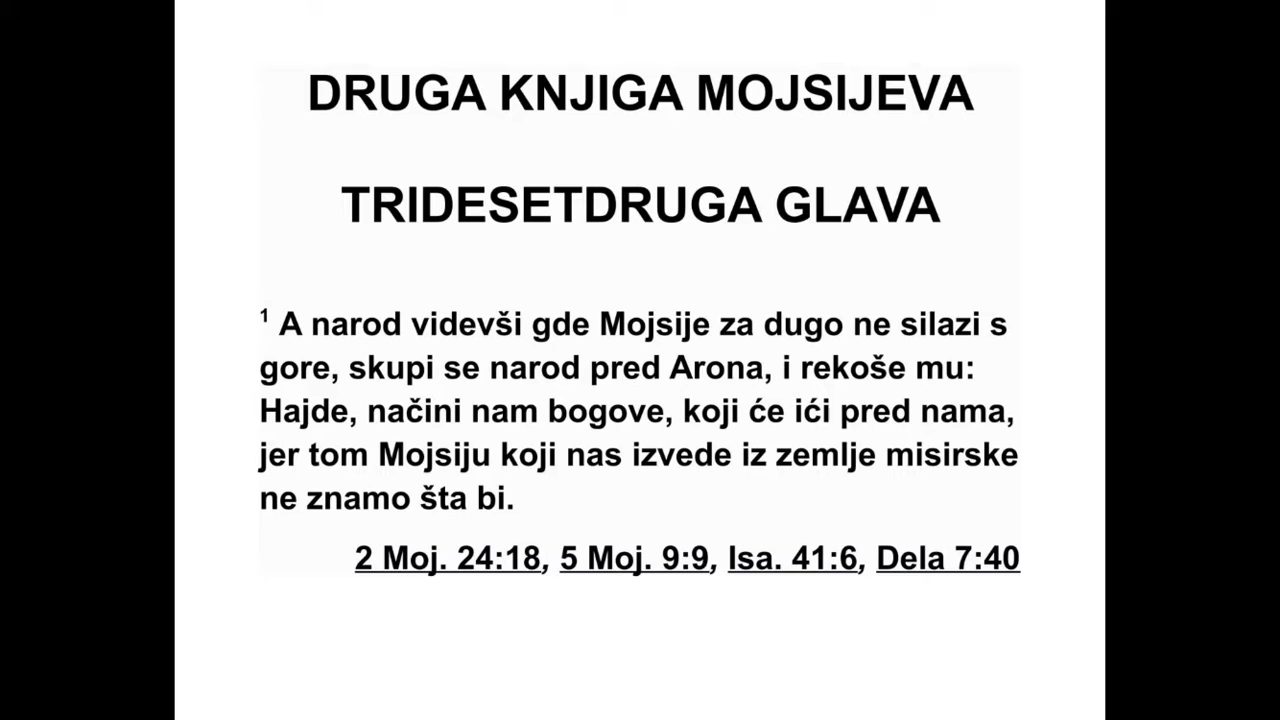 DRUGA KNJIGA MOJSIJEVA
TRIDESETDRUGA GLAVA
¹ A narod videvši gde Mojsije za dugo ne silazi s
gore, skupi se narod pred Arona, i rekoše mu:
Hajde, načini nam bogove, koji će ići pred nama,
jer tom Mojsiju koji nas izvede iz zemlje misirske
ne znamo šta bi.
2 Moj. 24:18, 5 Moj. 9:9, Isa. 41:6, Dela 7:40